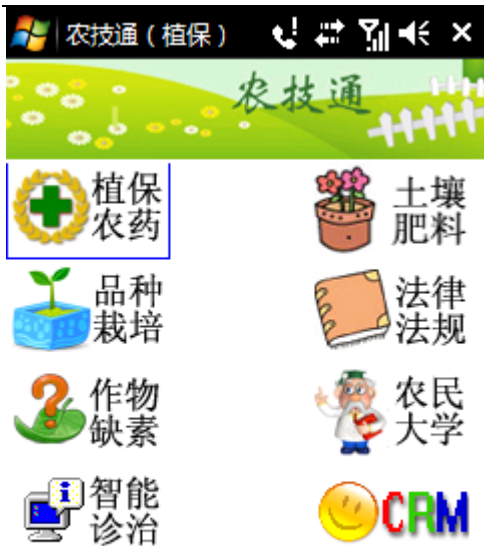 农技通（植保）
农技通
植保
农药
土壤
肥料
品种
栽培
法律
法规
作物
缺素
农民
大学
智能
诊治
CRM